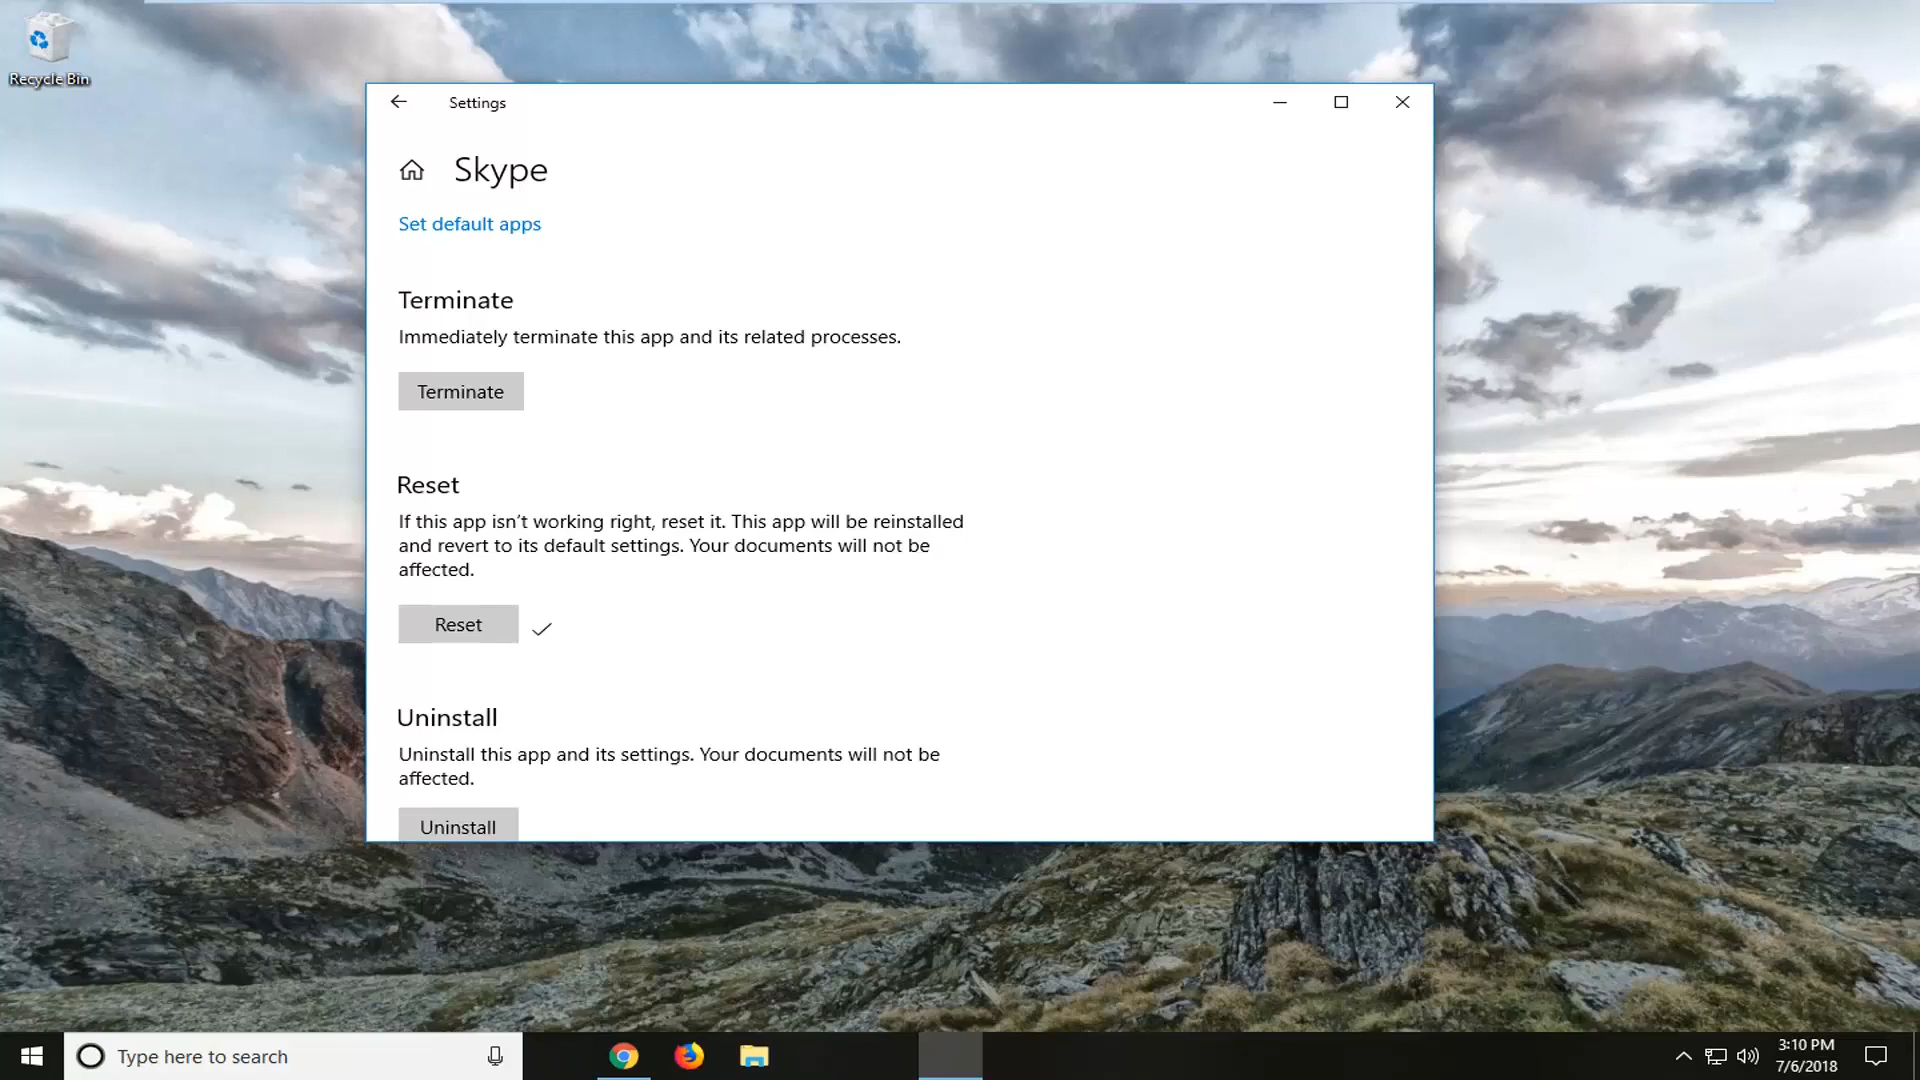 Recycle Bin
Settings
Skype
Set default apps
Terminate
Immediately terminate this app and its related processes.
Terminate
Reset
If this app isn't working right, reset it. This app will be reinstalled
and revert to its default settings. Your documents will not be
affected.
Reset
Uninstall
Uninstall this app and its settings. Your documents will not be
affected.
Uninstall
Type here to search
3:10 PM
7/6/2018